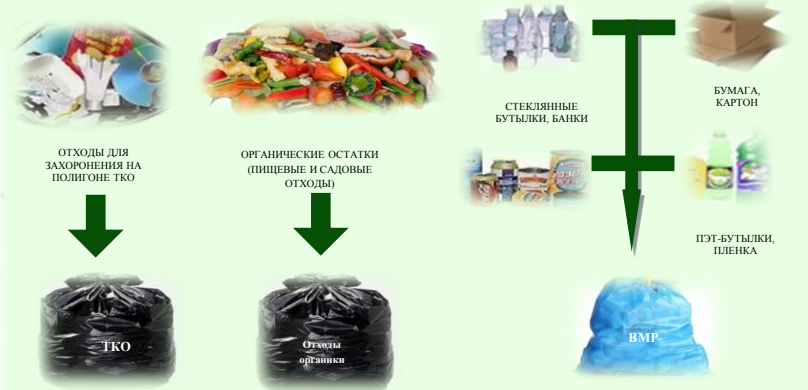 ОТХОДЫ ДЛЯ
ЗАХОРОНЕНИЯ НА
ПОЛИГОНЕ ТКО
ОРГАНИЧЕСКИЕ ОСТАТКИ
(ПИЩЕВЫЕ И САДОВЫЕ
ОТХОДЫ)
СТЕКЛЯННЫЕ
БУТЫЛКИ, БАНКИ
БУМАГА,
КАРТОН
ПЭТ-БУТЫЛКИ,
ПЛЕНКА
ТКО
Отходы
органики
ВМР